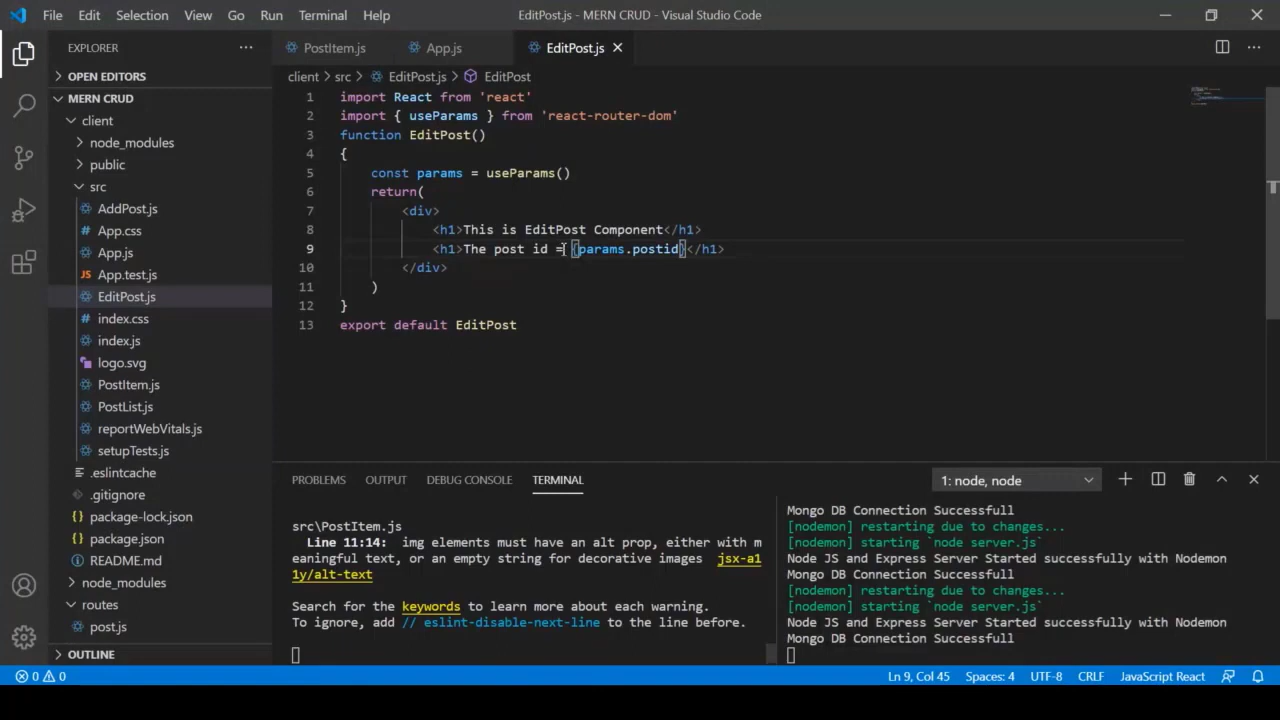 File Edit Selection View Go Run Terminal Help
EditPost.js - MERN CRUD - Visual Studio Code
EXPLORER
OPEN EDITORS
MERN CRUD
client
node_modules
public
src
AddPost.js
App.css
App.js
App.test.js
EditPost.js
index.css
index.js
logo.svg
PostItem.js
PostList.js
reportWebVitals.js
setupTests.js
.eslintcache
.gitignore
package-lock.json
package.json
README.md
node_modules
routes
post.js
OUTLINE
PostItem.js App.js EditPost.js
client > src > EditPost.js > EditPost
1 import React from 'react'
2 import { useParams } from 'react-router-dom'
3 function EditPost()
4 {
5 const params = useParams()
6 return(
7 <div>
8 <h1>This is EditPost Component</h1>
9 <h1>The post id = {params.postid}</h1>
10 </div>
11 )
12 }
13 export default EditPost
PROBLEMS OUTPUT DEBUG CONSOLE TERMINAL
1: node, node
src\PostItem.js
Line 11:14: img elements must have an alt prop, either with m
eaningful text, or an empty string for decorative images jsx-a1
1y/alt-text
Search for the keywords to learn more about each warning.
To ignore, add // eslint-disable-next-line to the line before.
Mongo DB Connection Successfull
[nodemon] restarting due to changes...
[nodemon] starting `node server.js`
Node JS and Express Server Started successfully with Nodemon
Mongo DB Connection Successfull
[nodemon] restarting due to changes...
[nodemon] starting `node server.js`
Node JS and Express Server Started successfully with Nodemon
Mongo DB Connection Successfull
0 0
Ln 9, Col 45 Spaces: 4 UTF-8 CRLF JavaScript React